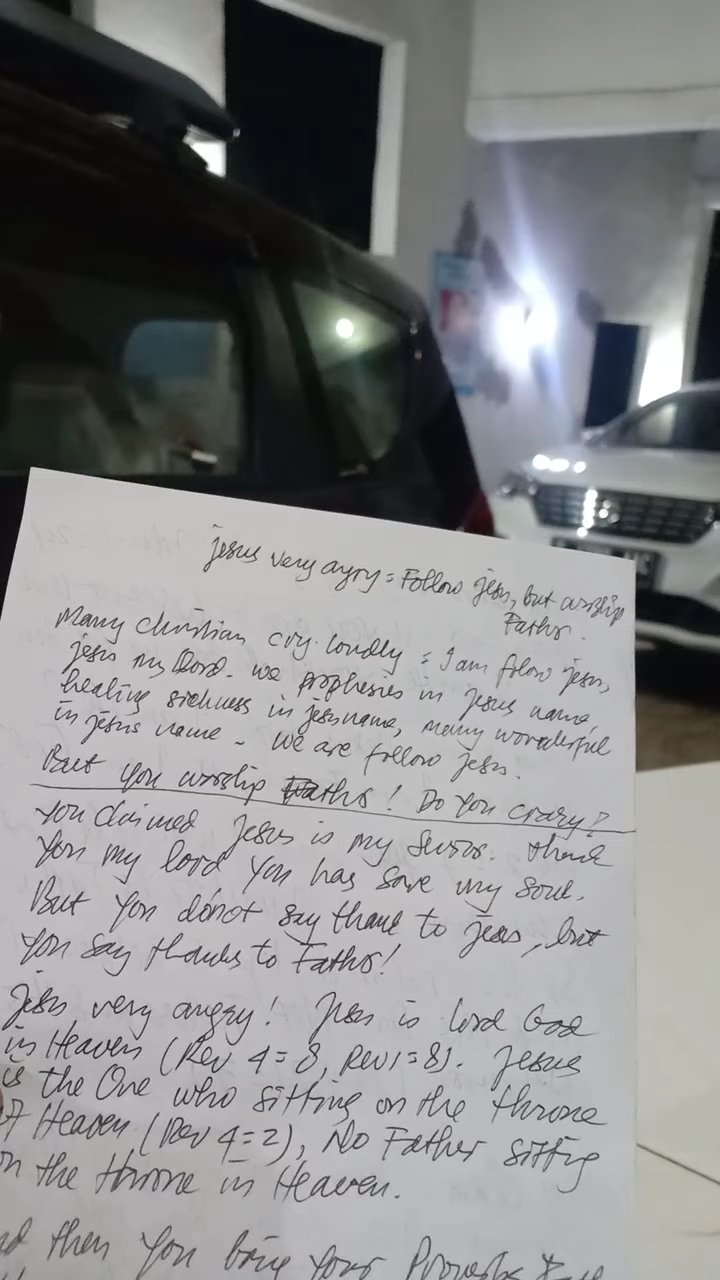 Jesus very agry = Follow Jesus, but worship
Father.
Many christian cry loudly = I am folow jesus,
jesus my Lord. we prophesies in Jesus name,
healing sickness in jesus name, many wonderful
in jesus name - We are follow Jesus.
But you worship Father! Do You crazy?
You claimed Jesus is my Savior. thank
You my lord You has save my soul.
But You do not say thank to Jesus, but
You say thanks to Father!
Jesus very angry! Jesus is lord God
in Heaven (Rev 4=8, Rev 1=8). Jesus
is the One who sitting on the throne
of Heaven (Rev 4=2), No Father sitting
on the throne in Heaven.
then You bring Your Proverbs